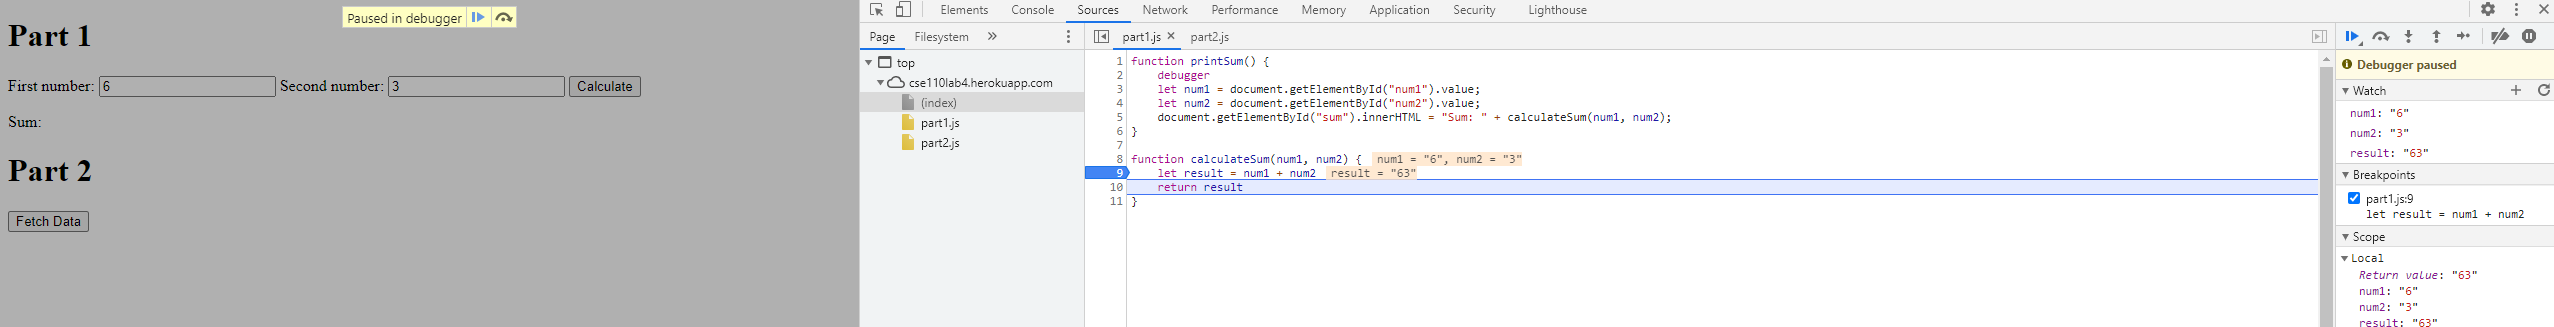 Paused in debugger
Part 1
First number: 6 Second number: 3 Calculate
Sum:
Part 2
Fetch Data
Elements Console Sources Network Performance Memory Application Security Lighthouse
Page Filesystem »
top
cse110lab4.herokuapp.com
(index)
part1.js
part2.js
part1.js × part2.js
1 function printSum() {
2 debugger
3 let num1 = document.getElementById("num1").value;
4 let num2 = document.getElementById("num2").value;
5 document.getElementById("sum").innerHTML = "Sum: " + calculateSum(num1, num2);
6 }
7
8 function calculateSum(num1, num2) { num1 = "6", num2 = "3"
9 let result = num1 + num2 result = "63"
10 return result
11 }
Debugger paused
Watch
num1: "6"
num2: "3"
result: "63"
Breakpoints
part1.js:9
let result = num1 + num2
Scope
Local
Return value: "63"
num1: "6"
num2: "3"
result: "63"